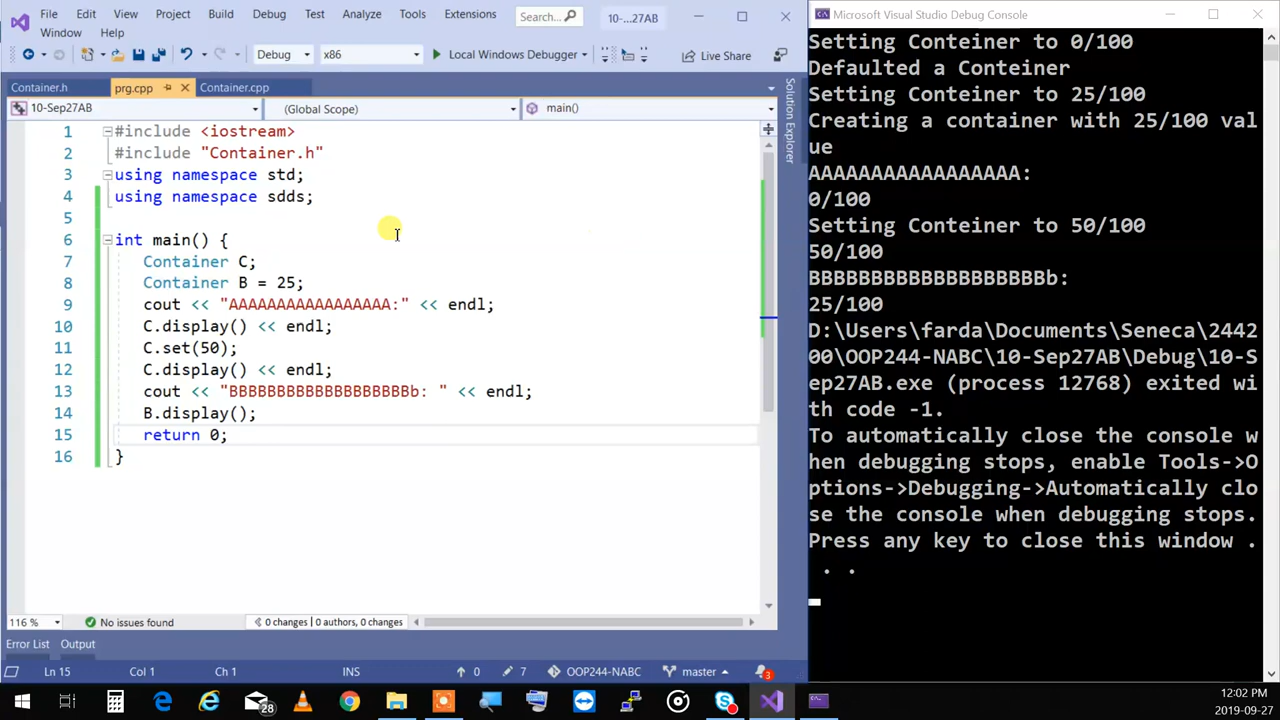 File Edit View Project Build Debug Test Analyze Tools Extensions Search... 10-...27AB
Window Help
Debug x86 Local Windows Debugger Live Share
Container.h prg.cpp Container.cpp
10-Sep27AB (Global Scope) main()
1 #include <iostream>
2 #include "Container.h"
3 using namespace std;
4 using namespace sdds;
5
6 int main() {
7 Container C;
8 Container B = 25;
9 cout << "AAAAAAAAAAAAAAAAA:" << endl;
10 C.display() << endl;
11 C.set(50);
12 C.display() << endl;
13 cout << "BBBBBBBBBBBBBBBBBBBb: " << endl;
14 B.display();
15 return 0;
16 }
116 % No issues found 0 changes | 0 authors, 0 changes
Error List Output
Ln 15 Col 1 Ch 1 INS 0 7 OOP244-NABC master 3
Solution Explorer
Microsoft Visual Studio Debug Console
Setting Conteiner to 0/100
Defaulted a Conteiner
Setting Conteiner to 25/100
Creating a container with 25/100 val
ue
AAAAAAAAAAAAAAAAA:
0/100
Setting Conteiner to 50/100
50/100
BBBBBBBBBBBBBBBBBBBb:
25/100
D:\Users\farda\Documents\Seneca\2442
00\OOP244-NABC\10-Sep27AB\Debug\10-S
ep27AB.exe (process 12768) exited wi
th code -1.
To automatically close the console w
hen debugging stops, enable Tools->O
ptions->Debugging->Automatically clo
se the console when debugging stops.
Press any key to close this window .
. .
28
12:02 PM
2019-09-27